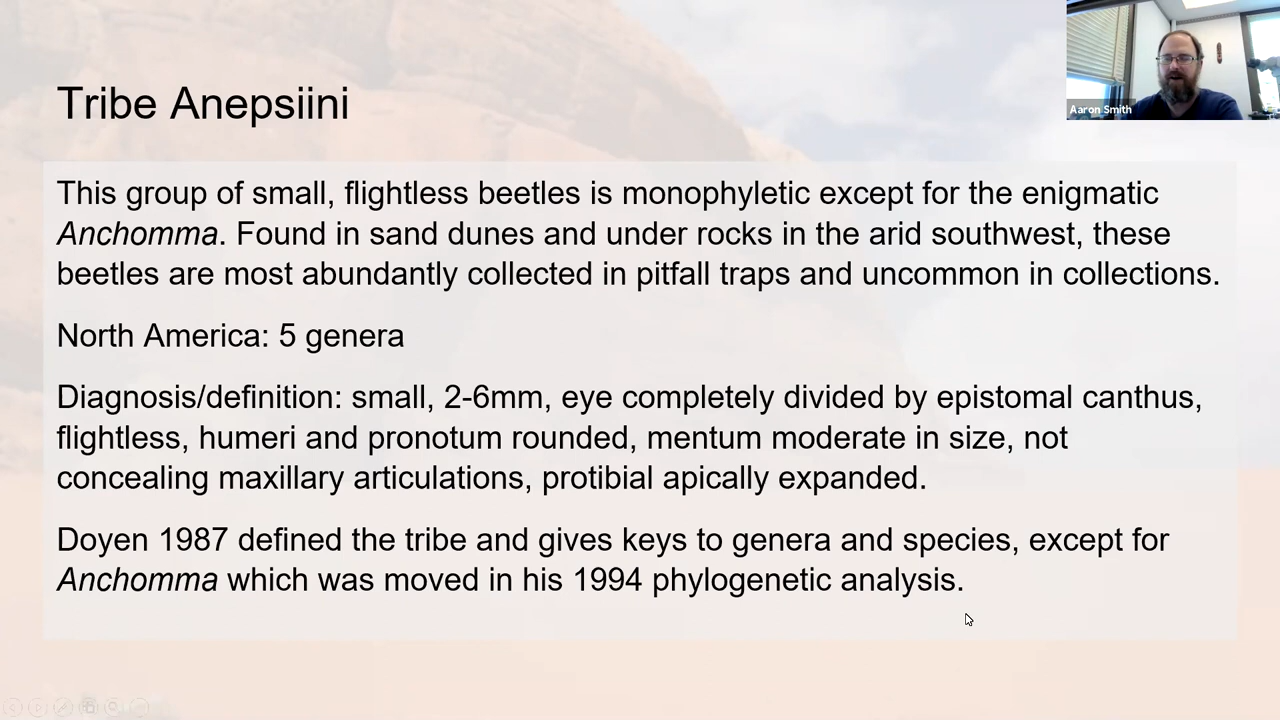 Tribe Anepsiini
Aaron Smith
This group of small, flightless beetles is monophyletic except for the enigmatic
Anchomma. Found in sand dunes and under rocks in the arid southwest, these
beetles are most abundantly collected in pitfall traps and uncommon in collections.
North America: 5 genera
Diagnosis/definition: small, 2-6mm, eye completely divided by epistomal canthus,
flightless, humeri and pronotum rounded, mentum moderate in size, not
concealing maxillary articulations, protibial apically expanded.
Doyen 1987 defined the tribe and gives keys to genera and species, except for
Anchomma which was moved in his 1994 phylogenetic analysis.